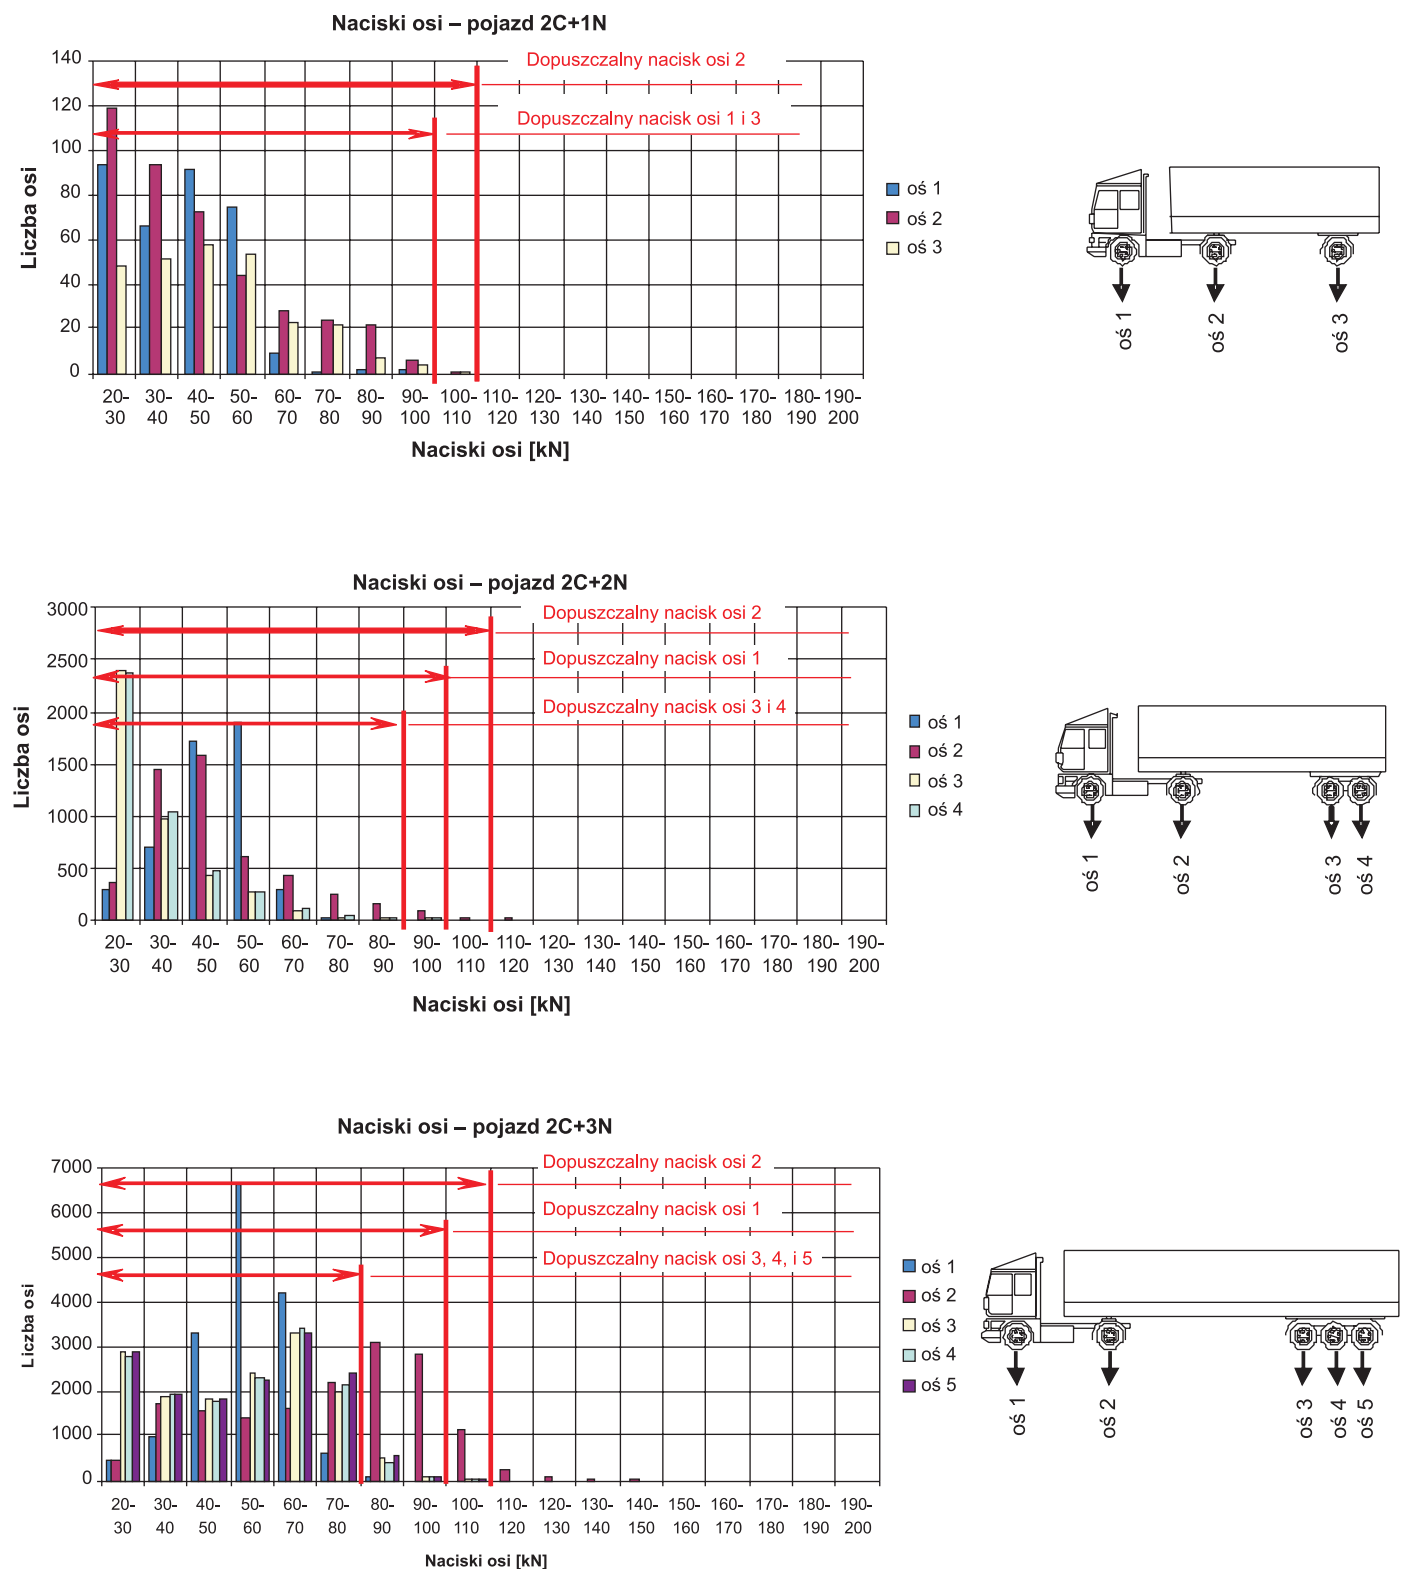 Naciski osi – pojazd 2C+1N
140
120
100
80
60
40
20
0
Liczba osi
Dopuszczalny nacisk osi 2
Dopuszczalny nacisk osi 1 i 3
20- 30- 40- 50- 60- 70- 80- 90- 100- 110- 120- 130- 140- 150- 160- 170- 180- 190-
30 40 50 60 70 80 90 100 110 120 130 140 150 160 170 180 190 200
Naciski osi [kN]
oś 1
oś 2
oś 3
oś 1
oś 2
oś 3
Naciski osi – pojazd 2C+2N
3000
2500
2000
1500
1000
500
0
Liczba osi
Dopuszczalny nacisk osi 2
Dopuszczalny nacisk osi 1
Dopuszczalny nacisk osi 3 i 4
20- 30- 40- 50- 60- 70- 80- 90- 100- 110- 120- 130- 140- 150- 160- 170- 180- 190-
30 40 50 60 70 80 90 100 110 120 130 140 150 160 170 180 190 200
Naciski osi [kN]
oś 1
oś 2
oś 3
oś 4
oś 1
oś 2
oś 3
oś 4
Naciski osi – pojazd 2C+3N
7000
6000
5000
4000
3000
2000
1000
0
Liczba osi
Dopuszczalny nacisk osi 2
Dopuszczalny nacisk osi 1
Dopuszczalny nacisk osi 3, 4, i 5
20- 30- 40- 50- 60- 70- 80- 90- 100- 110- 120- 130- 140- 150- 160- 170- 180- 190-
30 40 50 60 70 80 90 100 110 120 130 140 150 160 170 180 190 200
Naciski osi [kN]
oś 1
oś 2
oś 3
oś 4
oś 5
oś 1
oś 2
oś 3
oś 4
oś 5